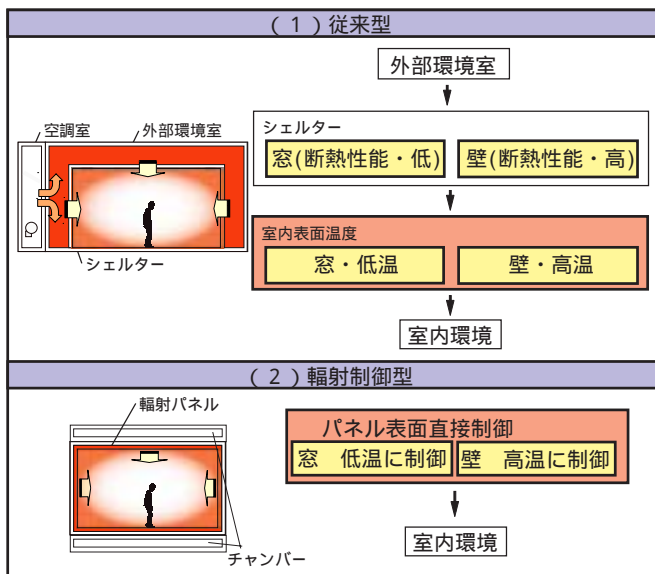 (1)従来型
外部環境室
空調室
外部環境室
シェルター
シェルター
窓(断熱性能・低)
壁(断熱性能・高)
室内表面温度
窓・低温
壁・高温
室内環境
(2)輻射制御型
輻射パネル
チャンバー
パネル表面直接制御
窓 低温に制御
壁 高温に制御
室内環境